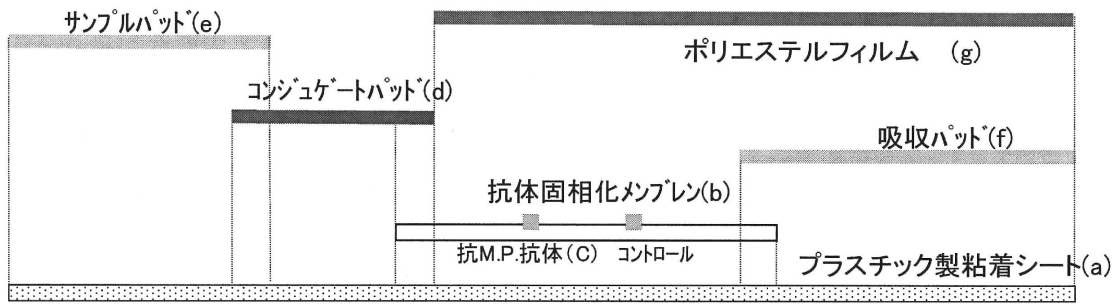 サンプルパッド(e)
ポリエステルフィルム (g)
コンジュゲートパッド(d)
吸収パッド(f)
抗体固相化メンブレン(b)
抗M.P.抗体(C) コントロール
プラスチック製粘着シート(a)